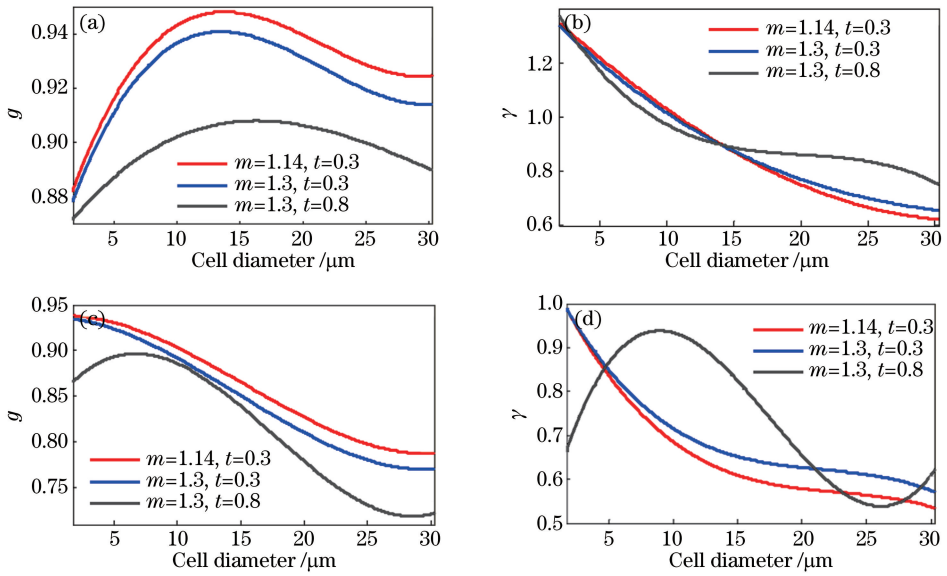 (a)
0.94
0.92
0.90
0.88
g
m=1.14, t=0.3
m=1.3, t=0.3
m=1.3, t=0.8
5 10 15 20 25 30
Cell diameter /μm
(b)
1.2
1.0
0.8
0.6
γ
m=1.14, t=0.3
m=1.3, t=0.3
m=1.3, t=0.8
5 10 15 20 25 30
Cell diameter /μm
(c)
0.95
0.90
0.85
0.80
0.75
g
m=1.14, t=0.3
m=1.3, t=0.3
m=1.3, t=0.8
5 10 15 20 25 30
Cell diameter /μm
(d)
1.0
0.9
0.8
0.7
0.6
0.5
γ
m=1.14, t=0.3
m=1.3, t=0.3
m=1.3, t=0.8
5 10 15 20 25 30
Cell diameter /μm